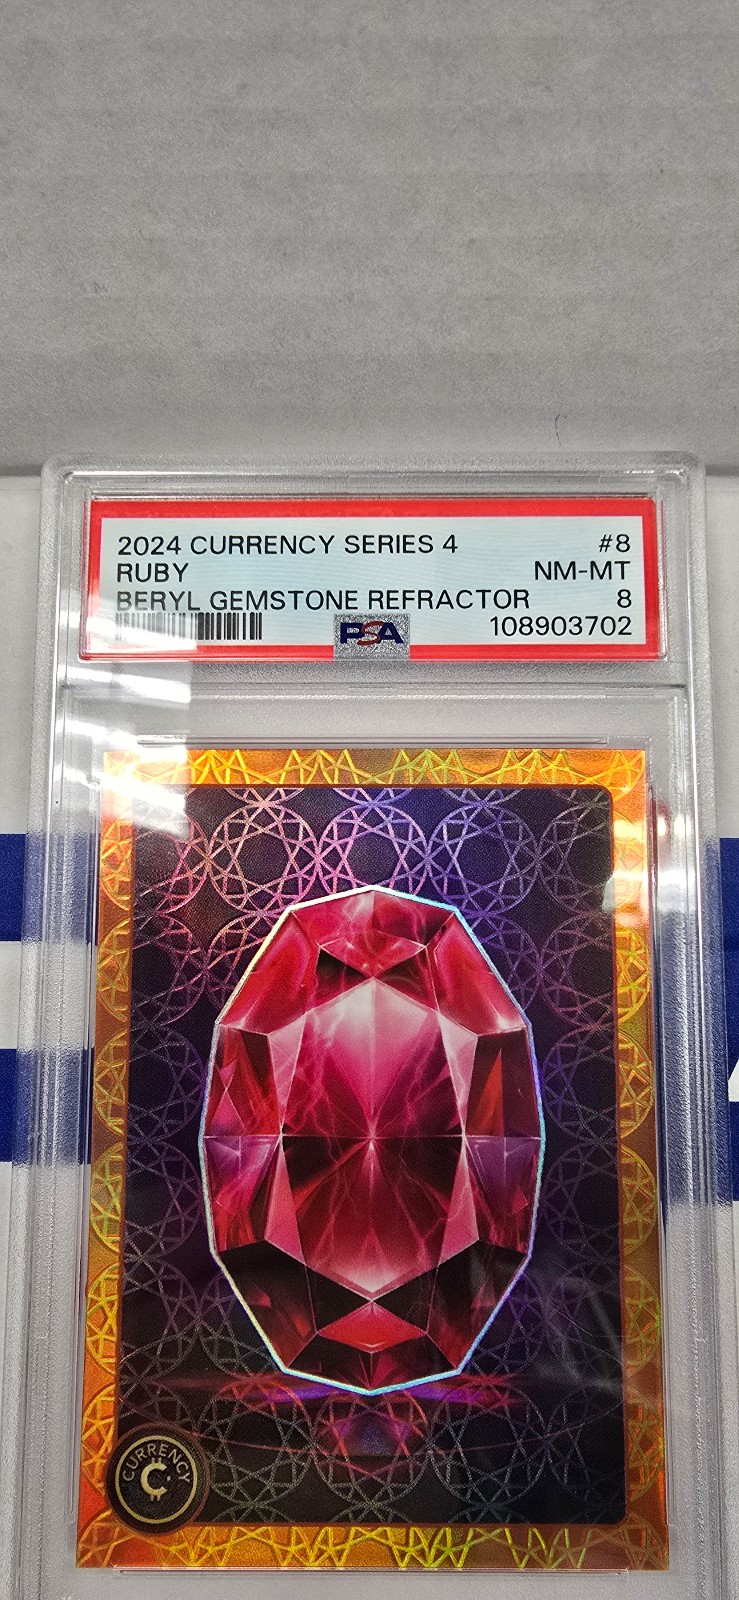 2024 CURRENCY SERIES 4 #8
RUBY NM-MT
BERYL GEMSTONE REFRACTOR 8
PSA 108903702
CURRENCY